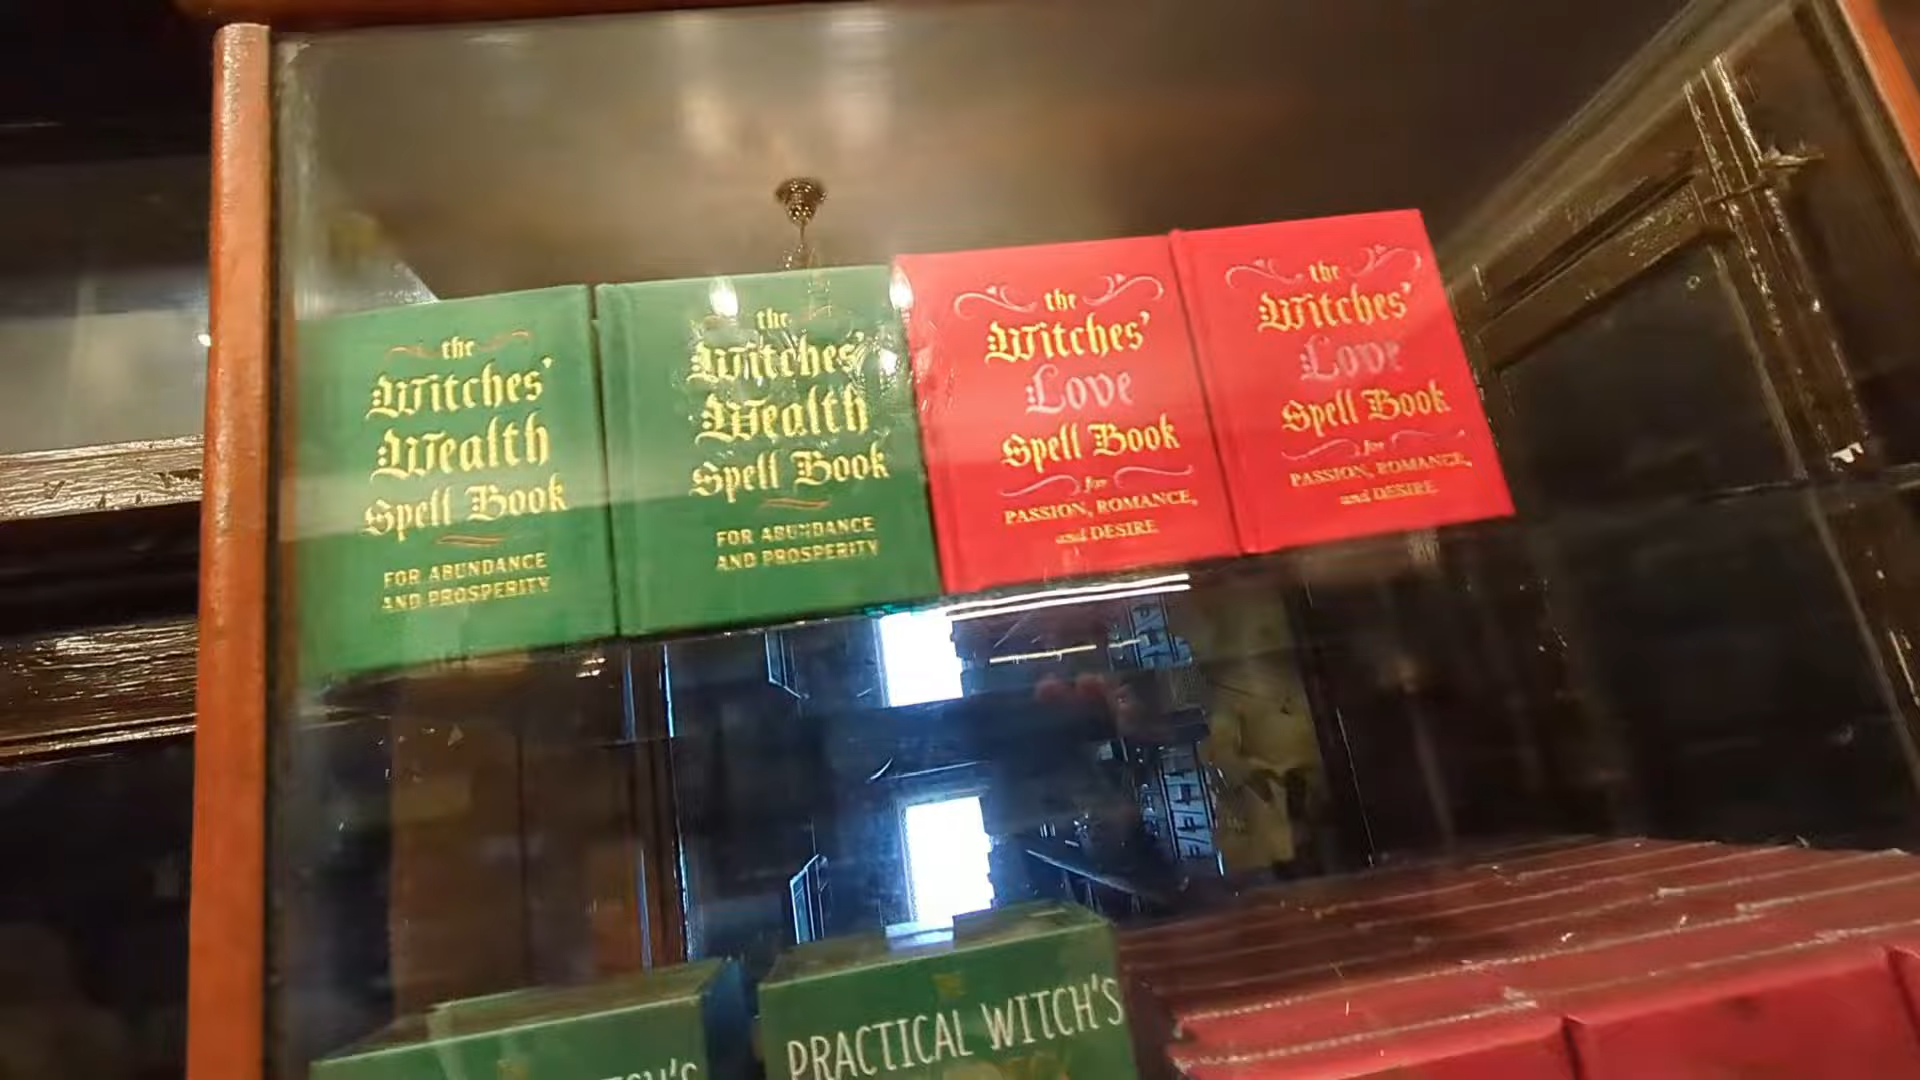 the
Witches'
Wealth
Spell Book
FOR ABUNDANCE
AND PROSPERITY
the
Witches'
Wealth
Spell Book
FOR ABUNDANCE
AND PROSPERITY
the
Witches'
Love
Spell Book
for
PASSION, ROMANCE,
and DESIRE
the
Witches'
Love
Spell Book
for
PASSION, ROMANCE,
and DESIRE
PRACTICAL WITCH'S